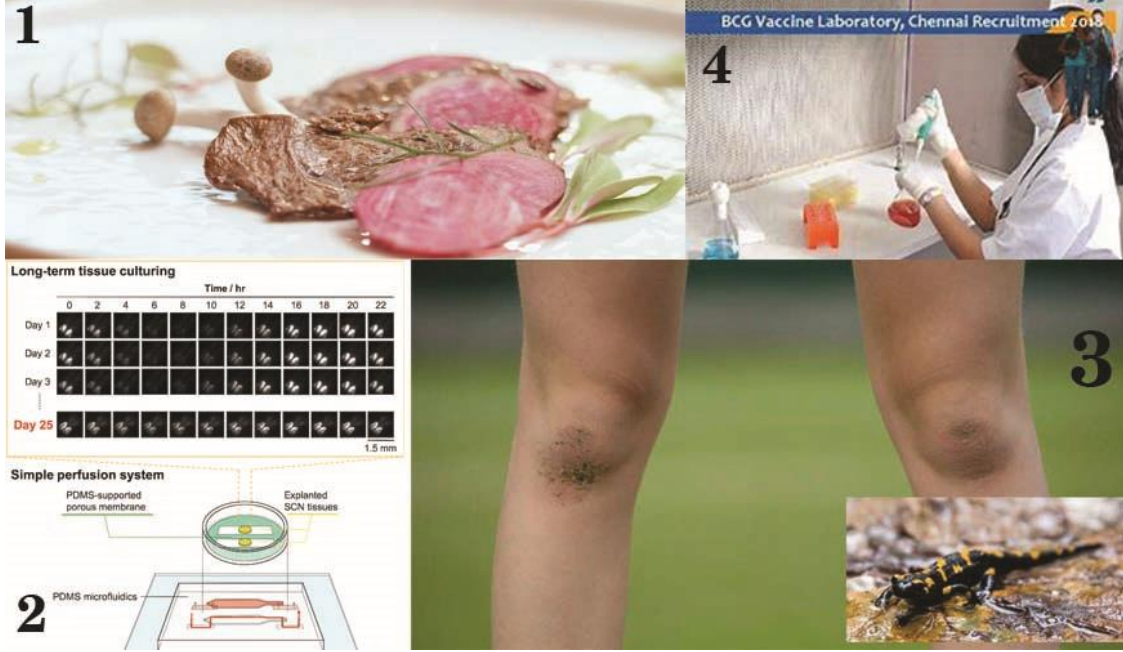 1
BCG Vaccine Laboratory, Chennai Recruitment 2018
4
Long-term tissue culturing
Time / hr
0 2 4 6 8 10 12 14 16 18 20 22
Day 1
Day 2
Day 3
Day 25
1.5 mm
Simple perfusion system
PDMS-supported
porous membrane
Explanted
SCN tissues
PDMS microfluidics
2
3